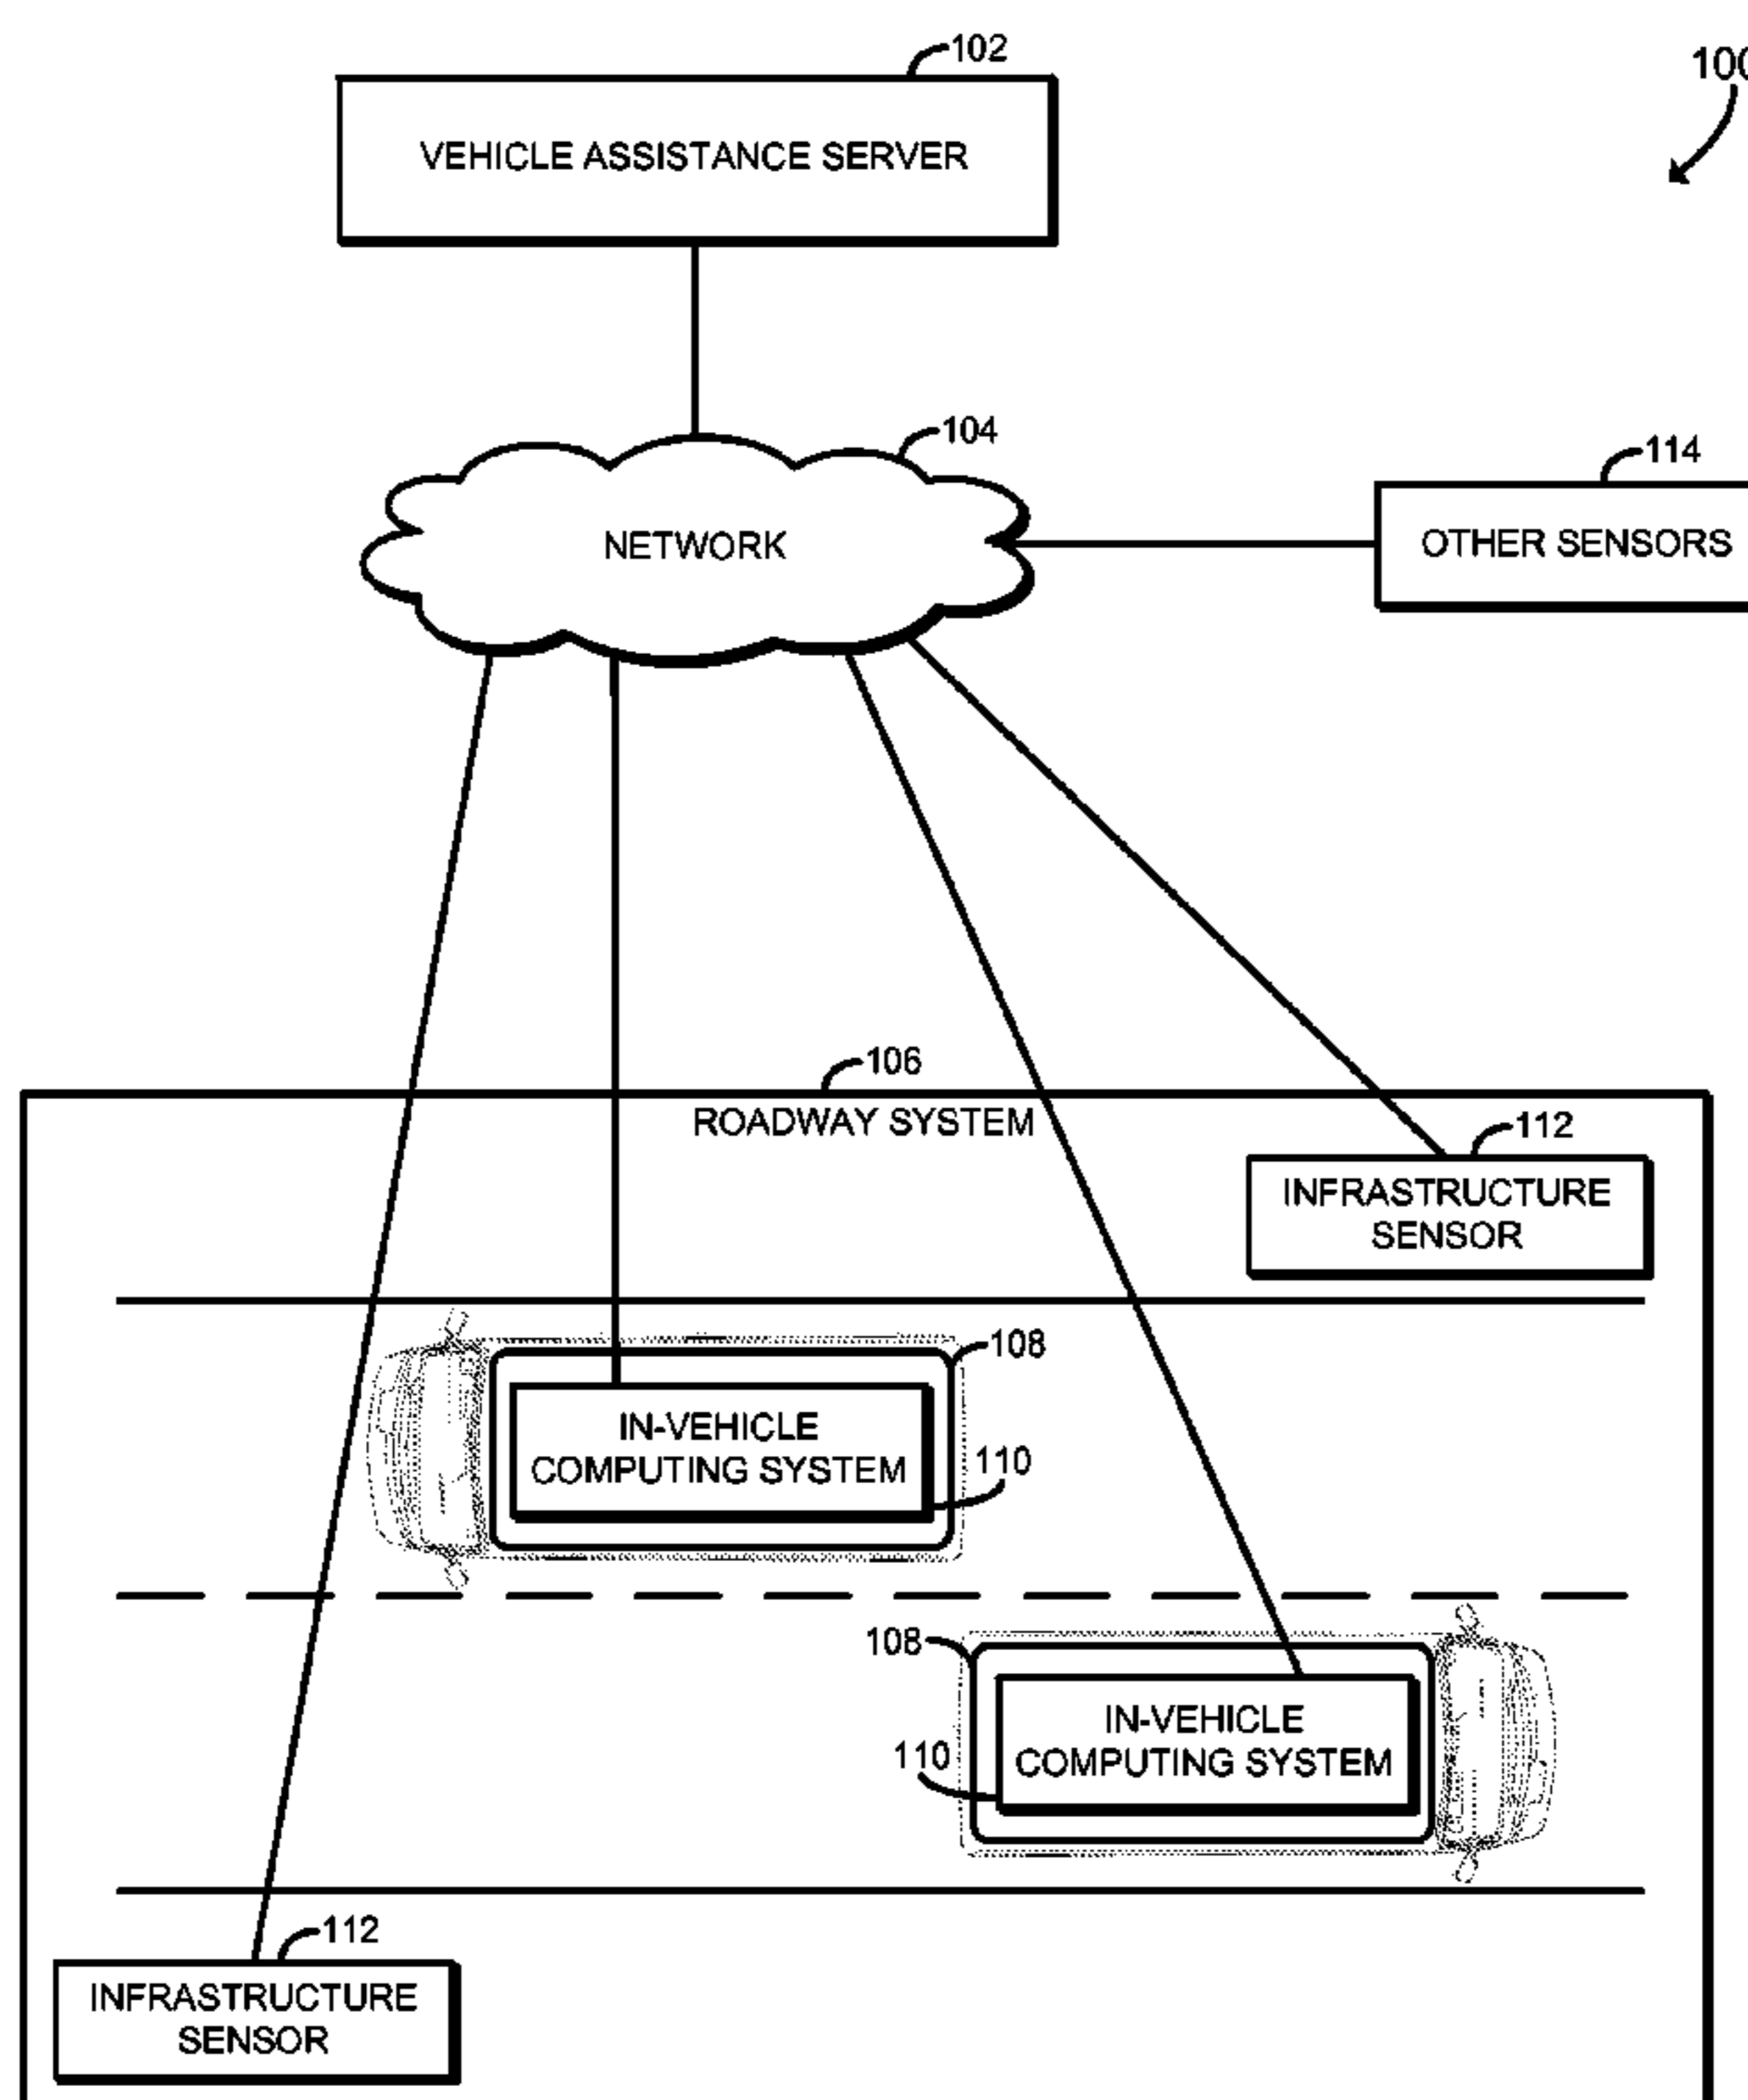 102
100
VEHICLE ASSISTANCE SERVER
104
114
NETWORK
OTHER SENSORS
106
ROADWAY SYSTEM
112
INFRASTRUCTURE
SENSOR
108
IN-VEHICLE
COMPUTING SYSTEM
110
108
IN-VEHICLE
COMPUTING SYSTEM
110
112
INFRASTRUCTURE
SENSOR